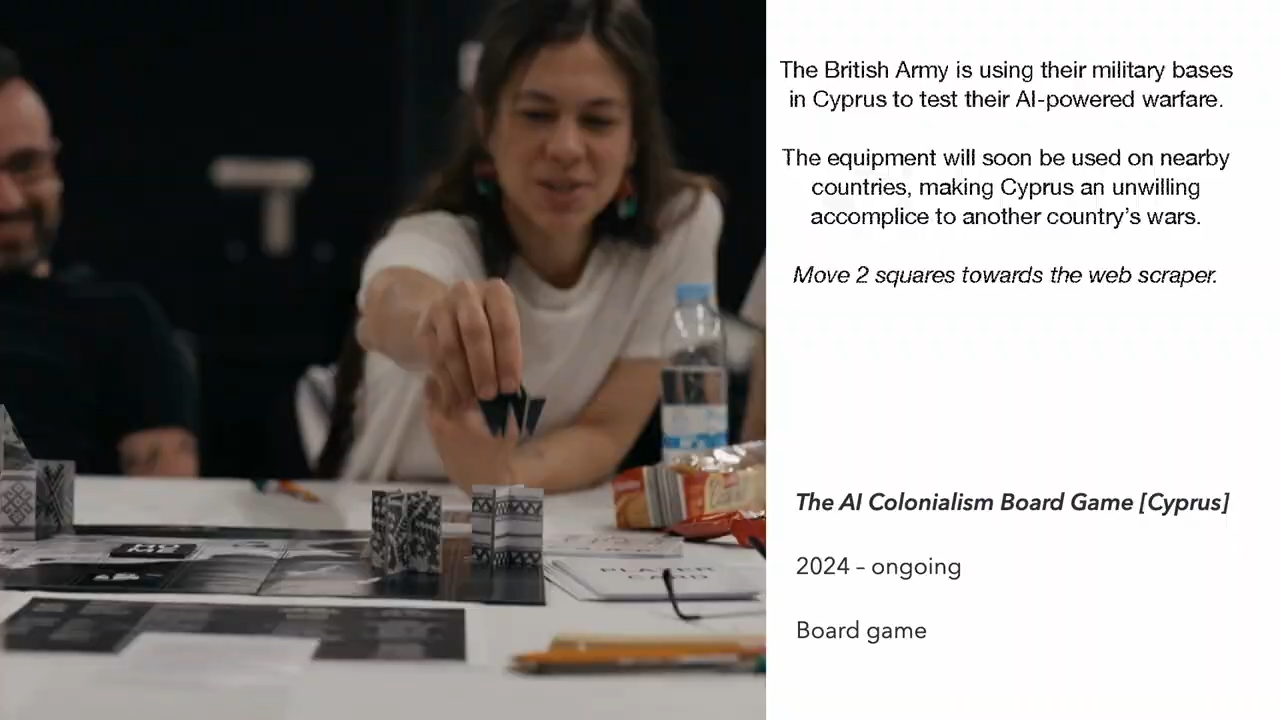 The British Army is using their military bases
in Cyprus to test their AI-powered warfare.
The equipment will soon be used on nearby
countries, making Cyprus an unwilling
accomplice to another country's wars.
Move 2 squares towards the web scraper.
The AI Colonialism Board Game [Cyprus]
2024 – ongoing
Board game
PLAYER
CARD